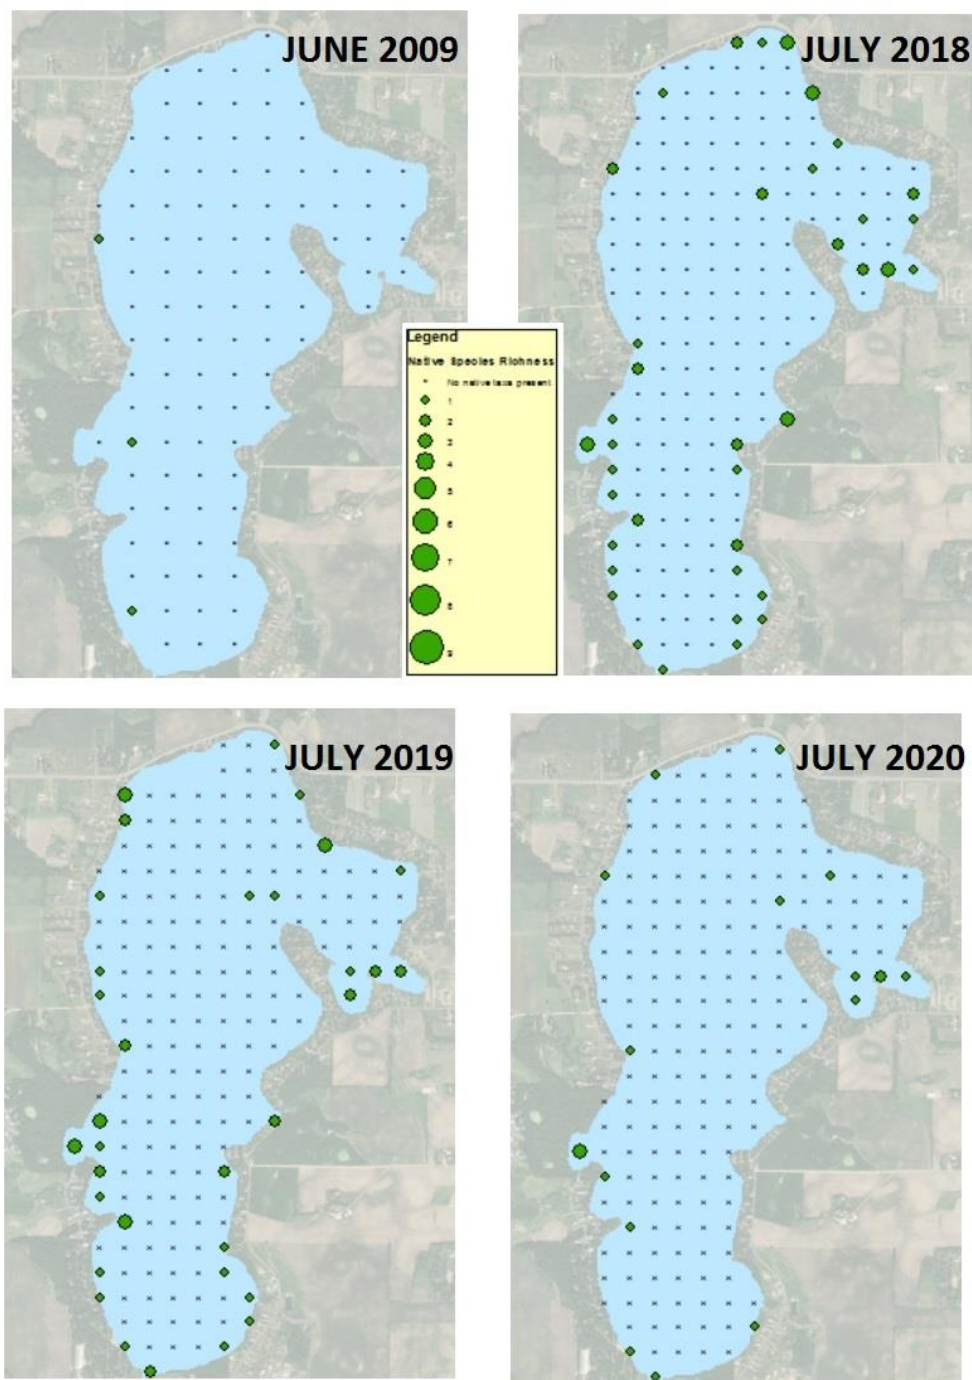 JUNE 2009
JULY 2018
Legend
Native Species Richness
No native taxa present
1
2
3
4
5
6
7
8
9
JULY 2019
JULY 2020